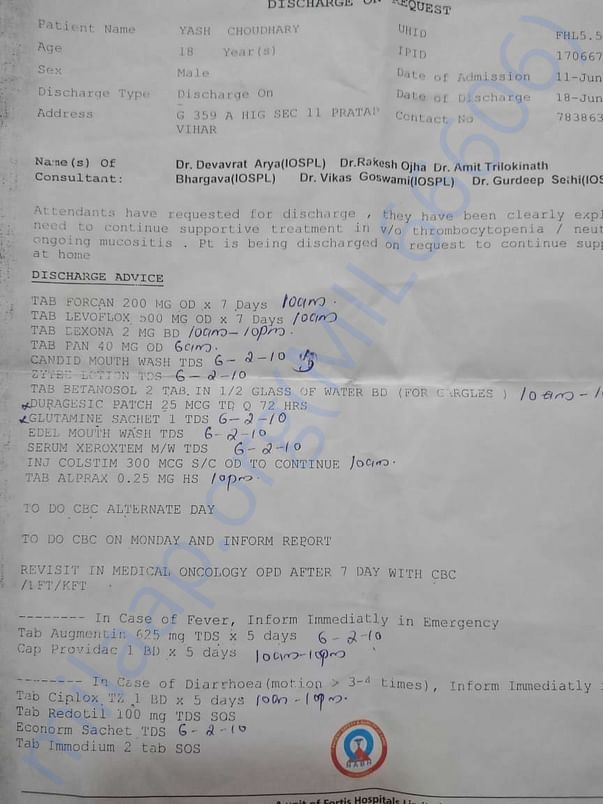 DISCHARGE ON REQUEST
Patient Name YASH CHOUDHARY UHID FHL5.5
Age 18 Year(s) IPID 170667
Sex Male Date of Admission 11-Jun
Discharge Type Discharge On Date of Discharge 18-Jun
Address G 359 A HIG SEC 11 PRATAP Contact No 783863
VIHAR
Name(s) Of Dr. Devavrat Arya(IOSPL) Dr.Rakesh Ojha Dr. Amit Trilokinath
Consultant: Bhargava(IOSPL) Dr. Vikas Goswami(IOSPL) Dr. Gurdeep Seihi(IOS
Attendants have requested for discharge , they have been clearly expl
need to continue supportive treatment in v/o thrombocytopenia / neut
ongoing mucositis . Pt is being discharged on request to continue supp
at home
DISCHARGE ADVICE
TAB FORCAN 200 MG OD x 7 Days 10am.
TAB LEVOFLOX 500 MG OD x 7 Days 10am
TAB DEXONA 2 MG BD 10am-10pm.
TAB PAN 40 MG OD 6am.
CANDID MOUTH WASH TDS 6-2-10
ZYTEE LOTION TDS 6-2-10
TAB BETANOSOL 2 TAB. IN 1/2 GLASS OF WATER BD (FOR GARGLES ) 10am-1
DURAGESIC PATCH 25 MCG TD Q 72 HRS
GLUTAMINE SACHET 1 TDS 6-2-10
EDEL MOUTH WASH TDS 6-2-10
SERUM XEROXTEM M/W TDS 6-2-10
INJ COLSTIM 300 MCG S/C OD TO CONTINUE 10am.
TAB ALPRAX 0.25 MG HS 10pm.
TO DO CBC ALTERNATE DAY
TO DO CBC ON MONDAY AND INFORM REPORT
REVISIT IN MEDICAL ONCOLOGY OPD AFTER 7 DAY WITH CBC
/LFT/KFT
-------- In Case of Fever, Inform Immediatly in Emergency
Tab Augmentin 625 mg TDS x 5 days 6-2-10
Cap Providac 1 BD x 5 days 10am-10pm
-------- In Case of Diarrhoea(motion > 3-4 times), Inform Immediatly i
Tab Ciplox TZ 1 BD x 5 days 10am-10pm.
Tab Redotil 100 mg TDS SOS
Econorm Sachet TDS 6-2-10
Tab Immodium 2 tab SOS
NABH
A unit of Fortis Hospitals Li